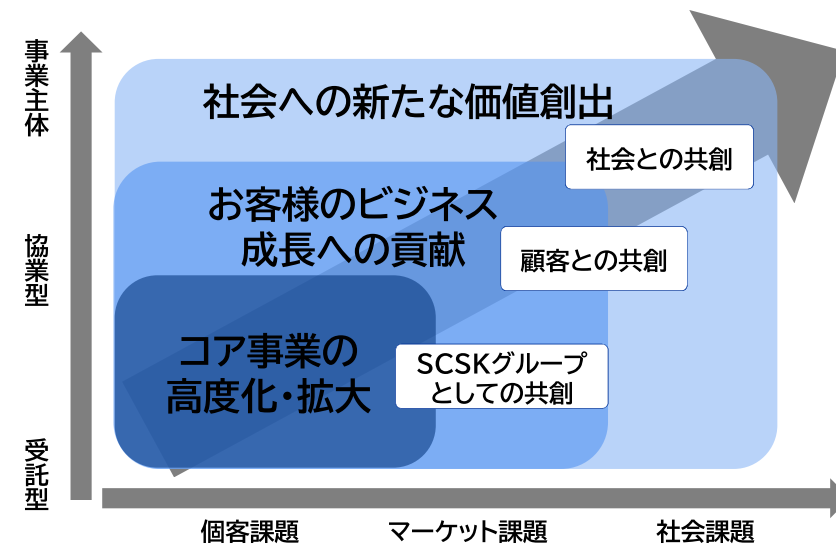 事業主体
協業型
受託型
社会への新たな価値創出
社会との共創
お客様のビジネス
成長への貢献
顧客との共創
コア事業の
高度化・拡大
SCSKグループ
としての共創
個客課題
マーケット課題
社会課題